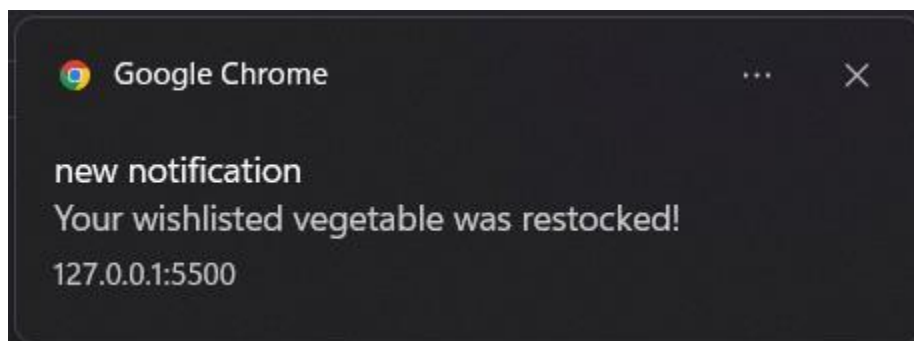 Google Chrome
new notification
Your wishlisted vegetable was restocked!
127.0.0.1:5500